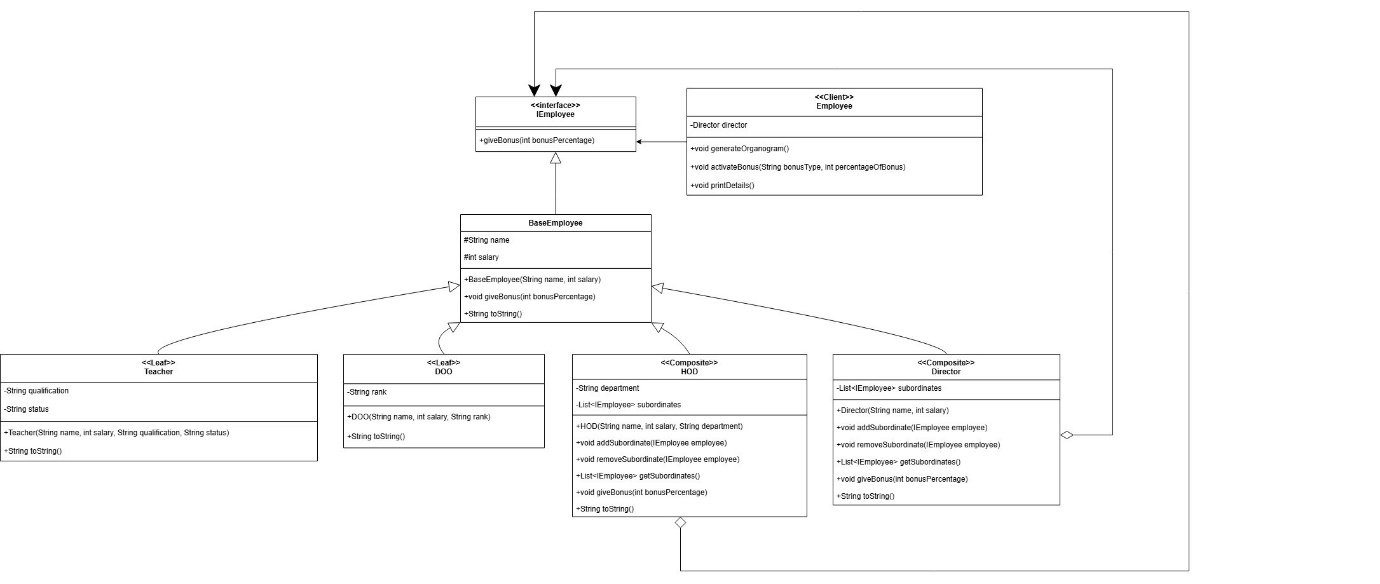 <<interface>>
IEmployee
+giveBonus(int bonusPercentage)
<<Client>>
Employee
-Director director
+void generateOrganogram()
+void activateBonus(String bonusType, int percentageOfBonus)
+void printDetails()
BaseEmployee
#String name
#int salary
+BaseEmployee(String name, int salary)
+void giveBonus(int bonusPercentage)
+String toString()
<<Leaf>>
Teacher
-String qualification
-String status
+Teacher(String name, int salary, String qualification, String status)
+String toString()
<<Leaf>>
DOO
-String rank
+DOO(String name, int salary, String rank)
+String toString()
<<Composite>>
HOD
-String department
-List<IEmployee> subordinates
+HOD(String name, int salary, String department)
+void addSubordinate(IEmployee employee)
+void removeSubordinate(IEmployee employee)
+List<IEmployee> getSubordinates()
+void giveBonus(int bonusPercentage)
+String toString()
<<Composite>>
Director
-List<IEmployee> subordinates
+Director(String name, int salary)
+void addSubordinate(IEmployee employee)
+void removeSubordinate(IEmployee employee)
+List<IEmployee> getSubordinates()
+void giveBonus(int bonusPercentage)
+String toString()